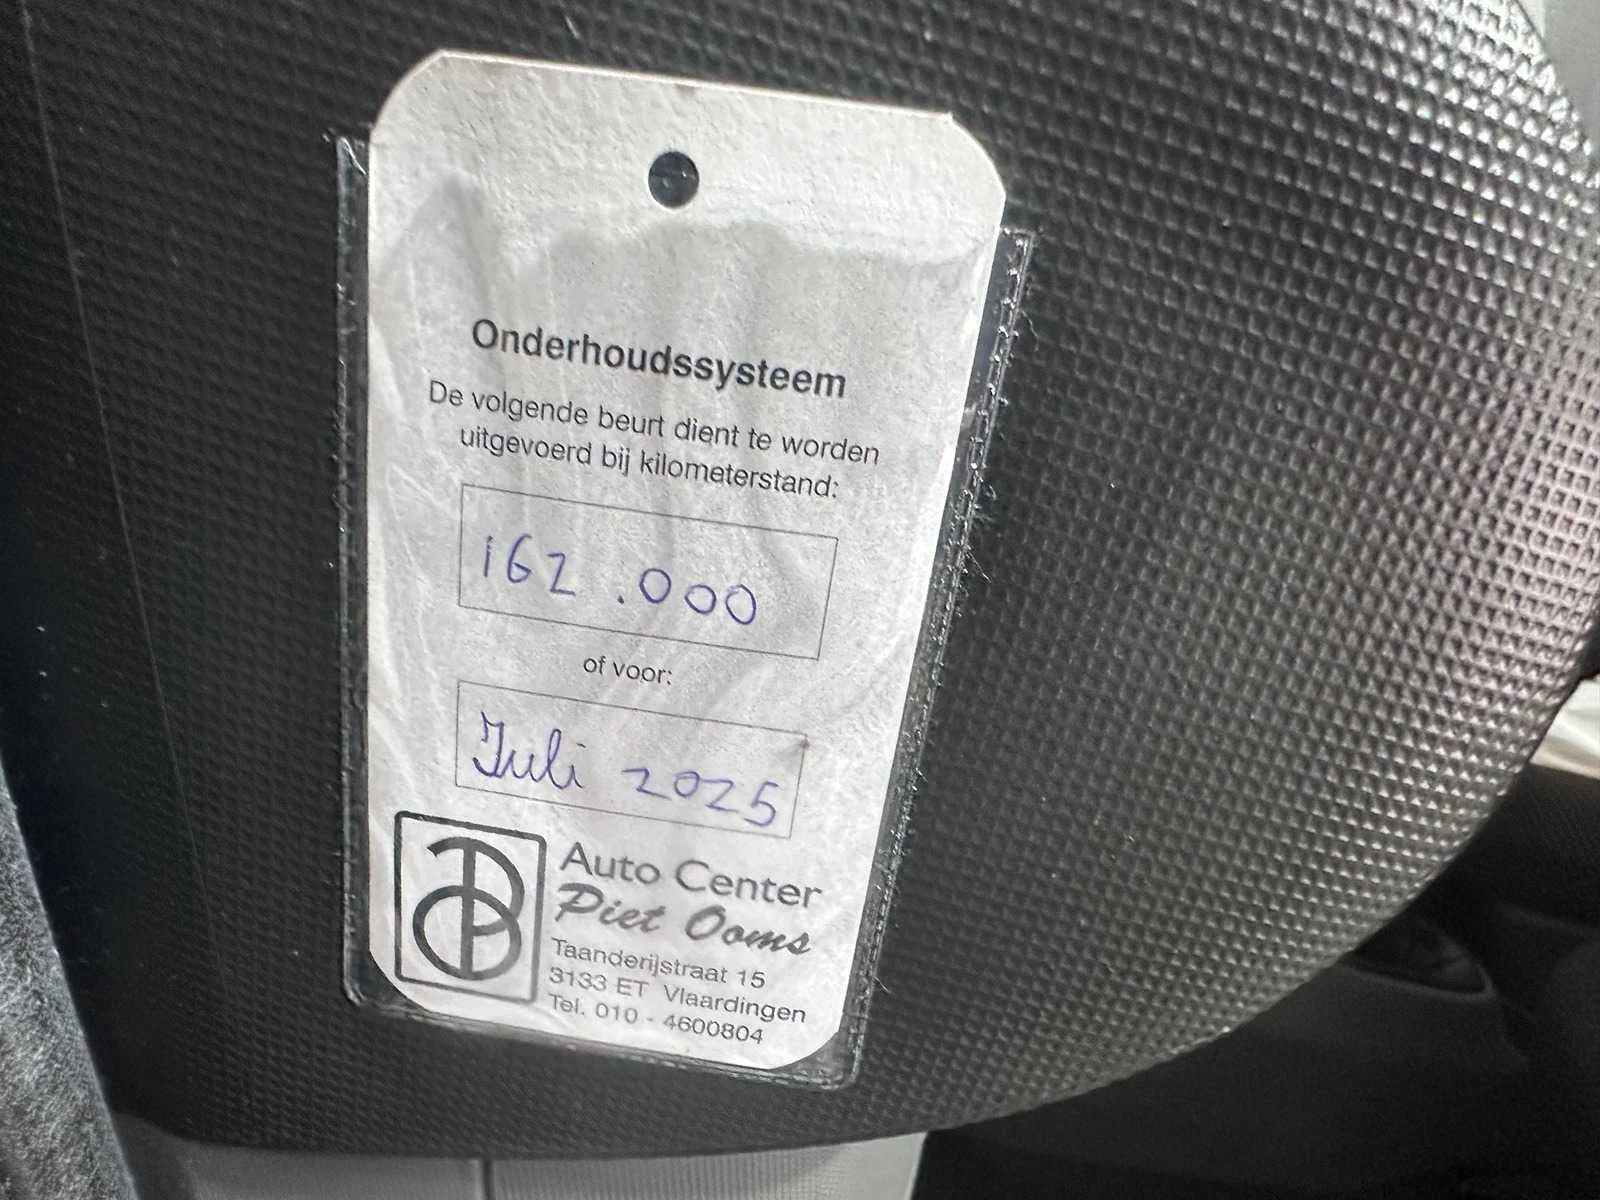 Onderhoudssysteem
De volgende beurt dient te worden
uitgevoerd bij kilometerstand:
162.000
of voor:
Juli 2025
Auto Center
Piet Ooms
Taanderijstraat 15
3133 ET Vlaardingen
Tel. 010 - 4600804